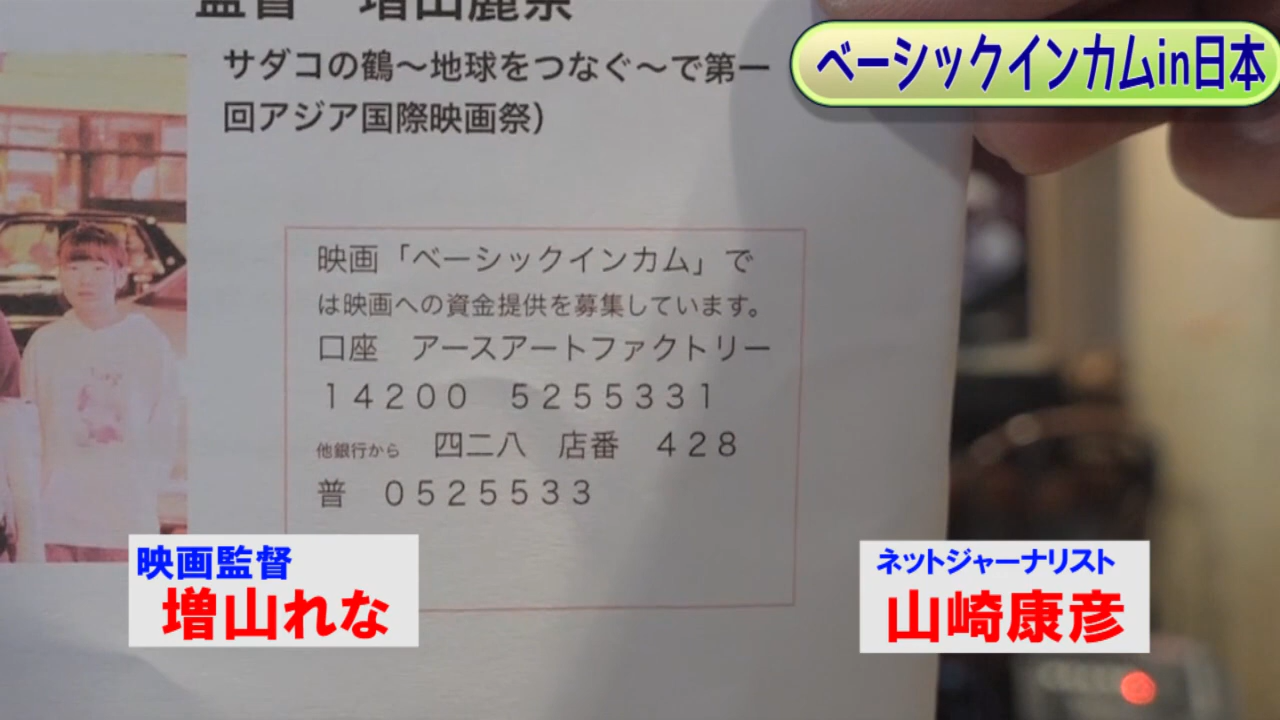 監督 増山麗奈
サダコの鶴～地球をつなぐ～で第一
回アジア国際映画祭）
ベーシックインカムin日本
映画「ベーシックインカム」で
は映画への資金提供を募集しています。
口座 アースアートファクトリー
14200 5255331
他銀行から 四二八 店番 428
普 0525533
映画監督
増山れな
ネットジャーナリスト
山崎康彦